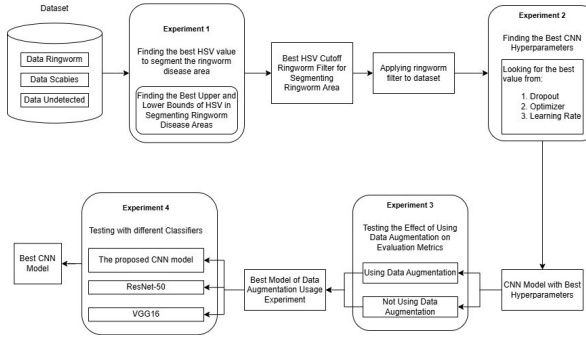 Dataset
Data Ringworm
Data Scabies
Data Undetected
Experiment 1
Finding the best HSV value
to segment the ringworm
disease area
Finding the Best Upper and
Lower Bounds of HSV in
Segmenting Ringworm
Disease Areas
Best HSV Cutoff
Ringworm Filter for
Segmenting
Ringworm Area
Applying ringworm
filter to dataset
Experiment 2
Finding the Best CNN
Hyperparameters
Looking for the best
value from:
1. Dropout
2. Optimizer
3. Learning Rate
CNN Model with Best
Hyperparameters
Experiment 3
Testing the Effect of Using
Data Augmentation on
Evaluation Metrics
Using Data Augmentation
Not Using Data
Augmentation
Best Model of Data
Augmentation Usage
Experiment
Experiment 4
Testing with different Classifiers
The proposed CNN model
ResNet-50
VGG16
Best CNN
Model